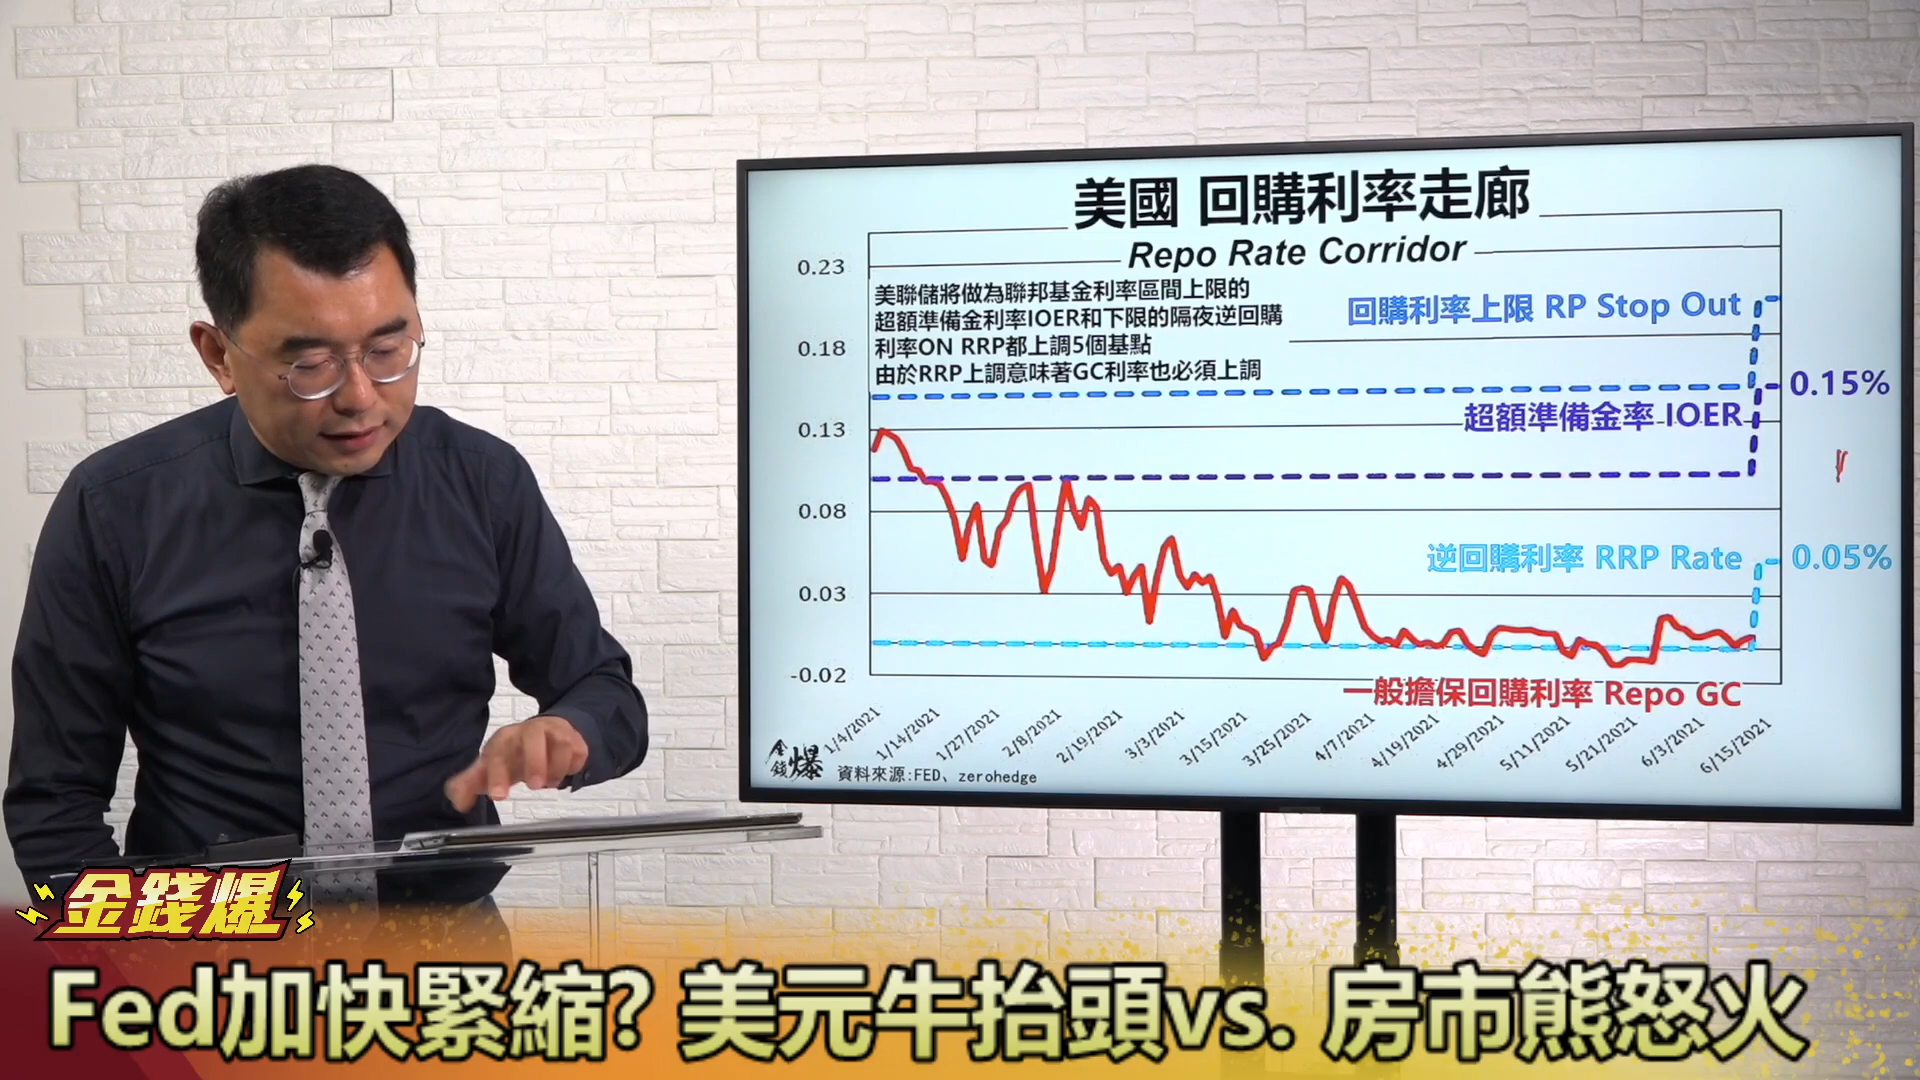 美國 回購利率走廊
Repo Rate Corridor
美聯儲將做為聯邦基金利率區間上限的
超額準備金利率IOER和下限的隔夜逆回購
利率ON RRP都上調5個基點
由於RRP上調意味著GC利率也必須上調
0.23
0.18
0.13
0.08
0.03
-0.02
回購利率上限 RP Stop Out
0.15%
超額準備金率 IOER
逆回購利率 RRP Rate
0.05%
一般擔保回購利率 Repo GC
1/4/2021
1/14/2021
1/27/2021
2/8/2021
2/19/2021
3/3/2021
3/15/2021
3/25/2021
4/7/2021
4/19/2021
4/29/2021
5/11/2021
5/21/2021
6/3/2021
6/15/2021
金錢爆
資料來源:FED、zerohedge
金錢爆
Fed加快緊縮? 美元牛抬頭vs. 房市熊怒火